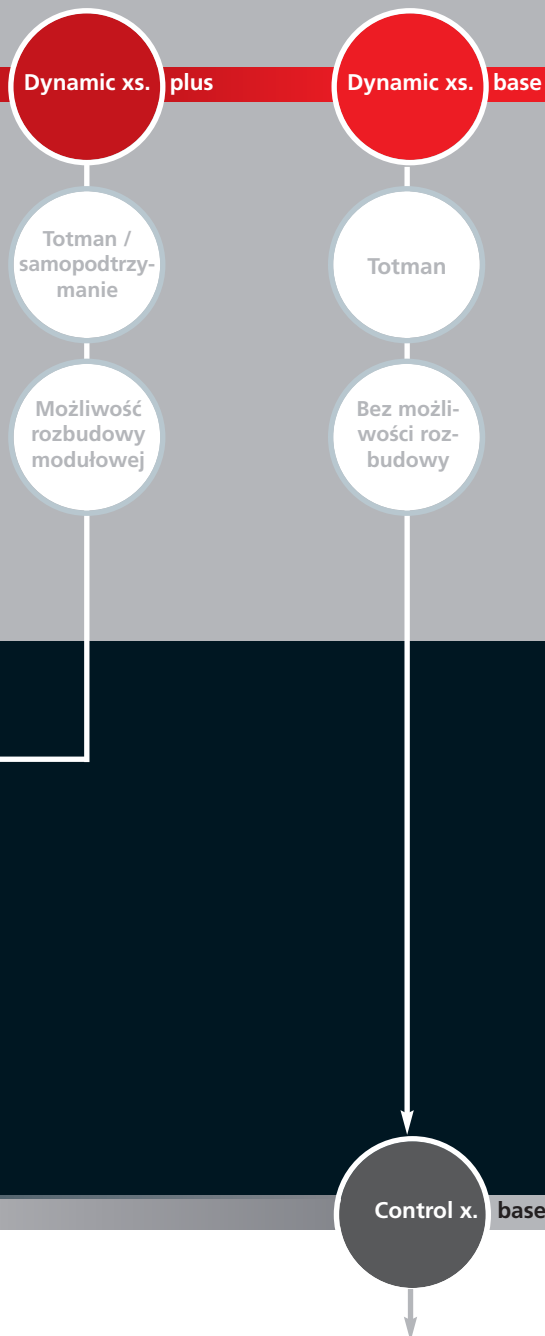 Dynamic xs. plus
Totman /
samopodtrzy-
manie
Możliwość
rozbudowy
modułowej
Dynamic xs. base
Totman
Bez możli-
wości roz-
budowy
Control x. base